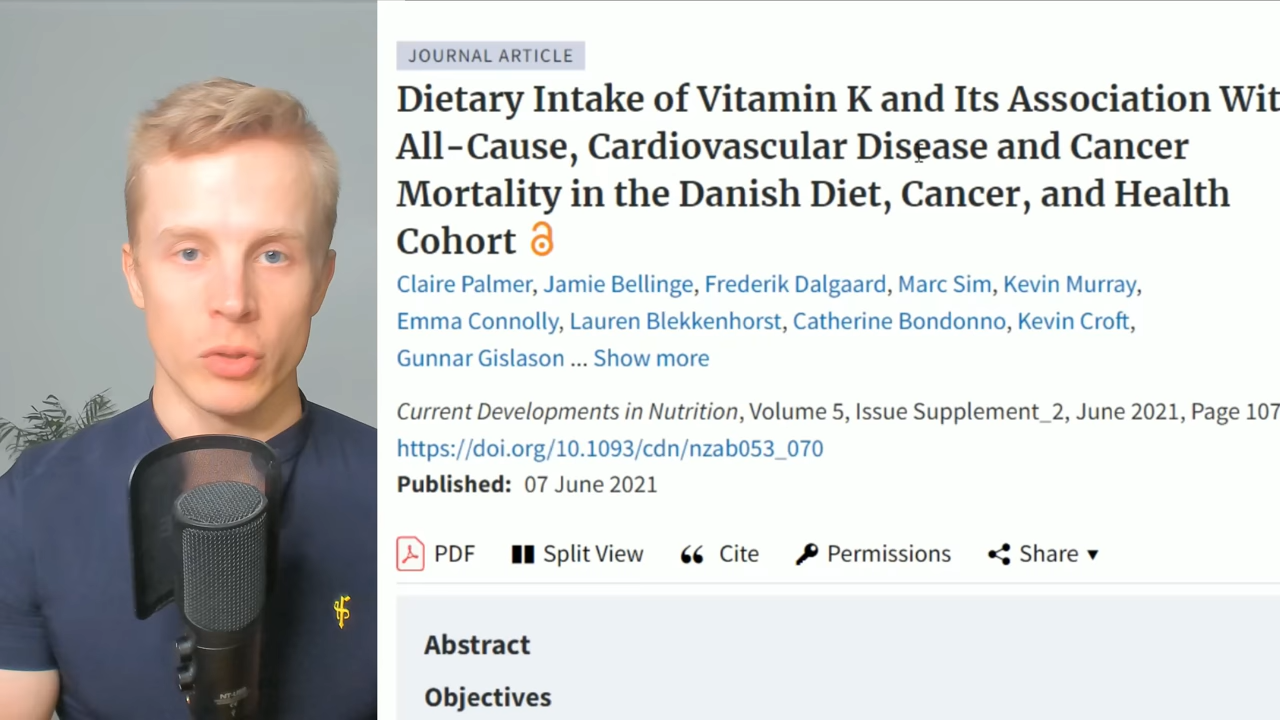 JOURNAL ARTICLE
Dietary Intake of Vitamin K and Its Association Wit
All-Cause, Cardiovascular Disease and Cancer
Mortality in the Danish Diet, Cancer, and Health
Cohort
Claire Palmer, Jamie Bellinge, Frederik Dalgaard, Marc Sim, Kevin Murray,
Emma Connolly, Lauren Blekkenhorst, Catherine Bondonno, Kevin Croft,
Gunnar Gislason ... Show more
Current Developments in Nutrition, Volume 5, Issue Supplement_2, June 2021, Page 107
https://doi.org/10.1093/cdn/nzab053_070
Published: 07 June 2021
PDF Split View Cite Permissions Share
Abstract
Objectives